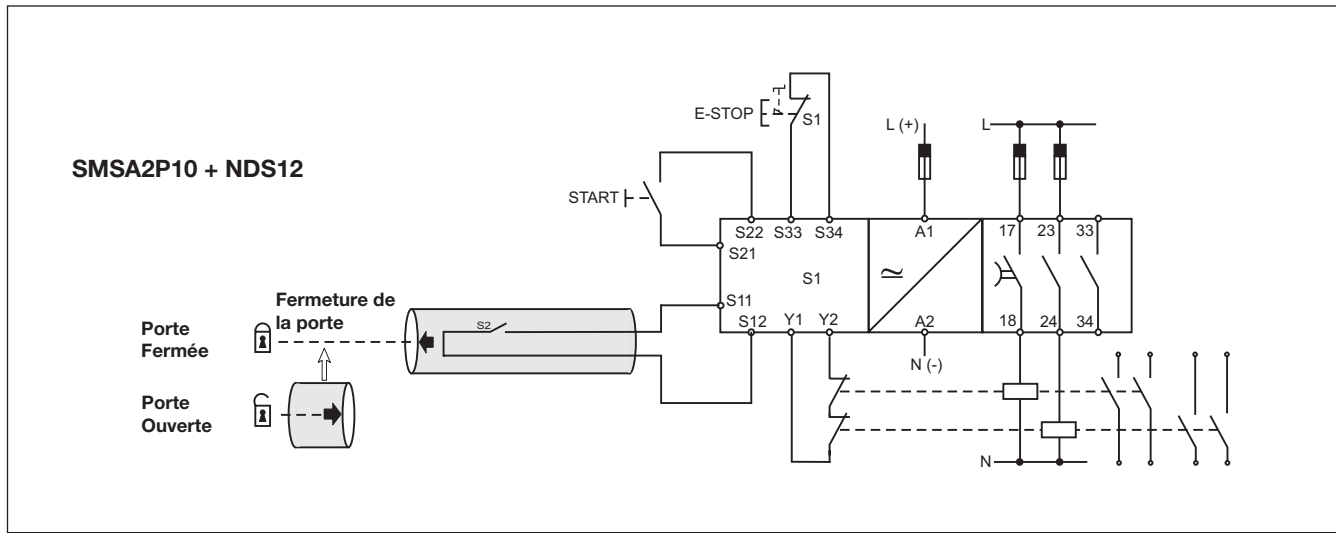 SMSA2P10 + NDS12
E-STOP
S1
L (+)
L
START
S22 S33 S34
A1
17 23 33
S21
S1
≃
S11
S12 Y1 Y2
A2
18 24 34
N (-)
Fermeture de
la porte
Porte
Fermée
S2
Porte
Ouverte
N